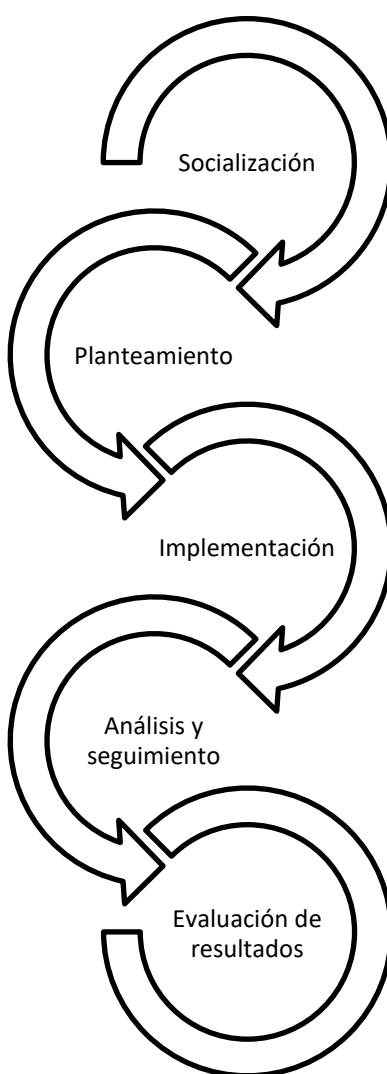 Socialización
Planteamiento
Implementación
Análisis y
seguimiento
Evaluación de
resultados